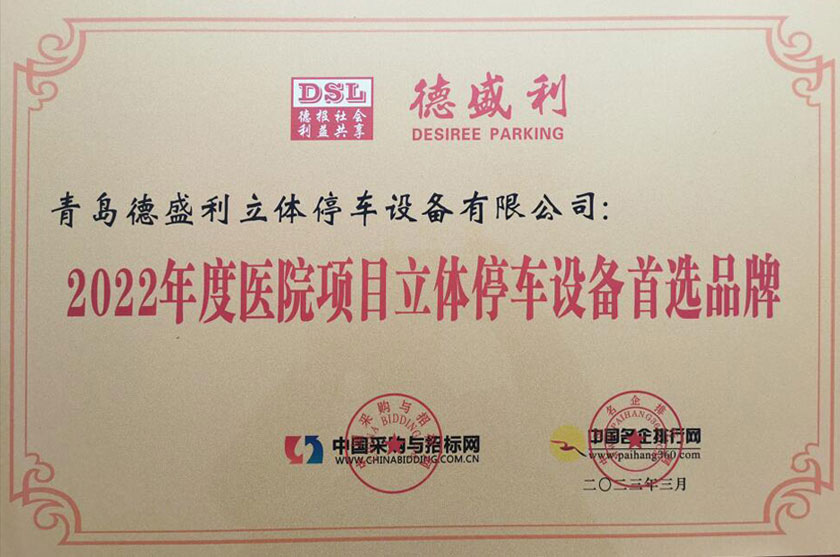 DSL
德报社会
利益共享
德盛利
DESIREE PARKING
青岛德盛利立体停车设备有限公司:
2022年度医院项目立体停车设备首选品牌
中国采购与招标网
WWW.CHINABIDDING.COM.CN
中国名企排行网
www.paihang360.com
二〇二三年三月